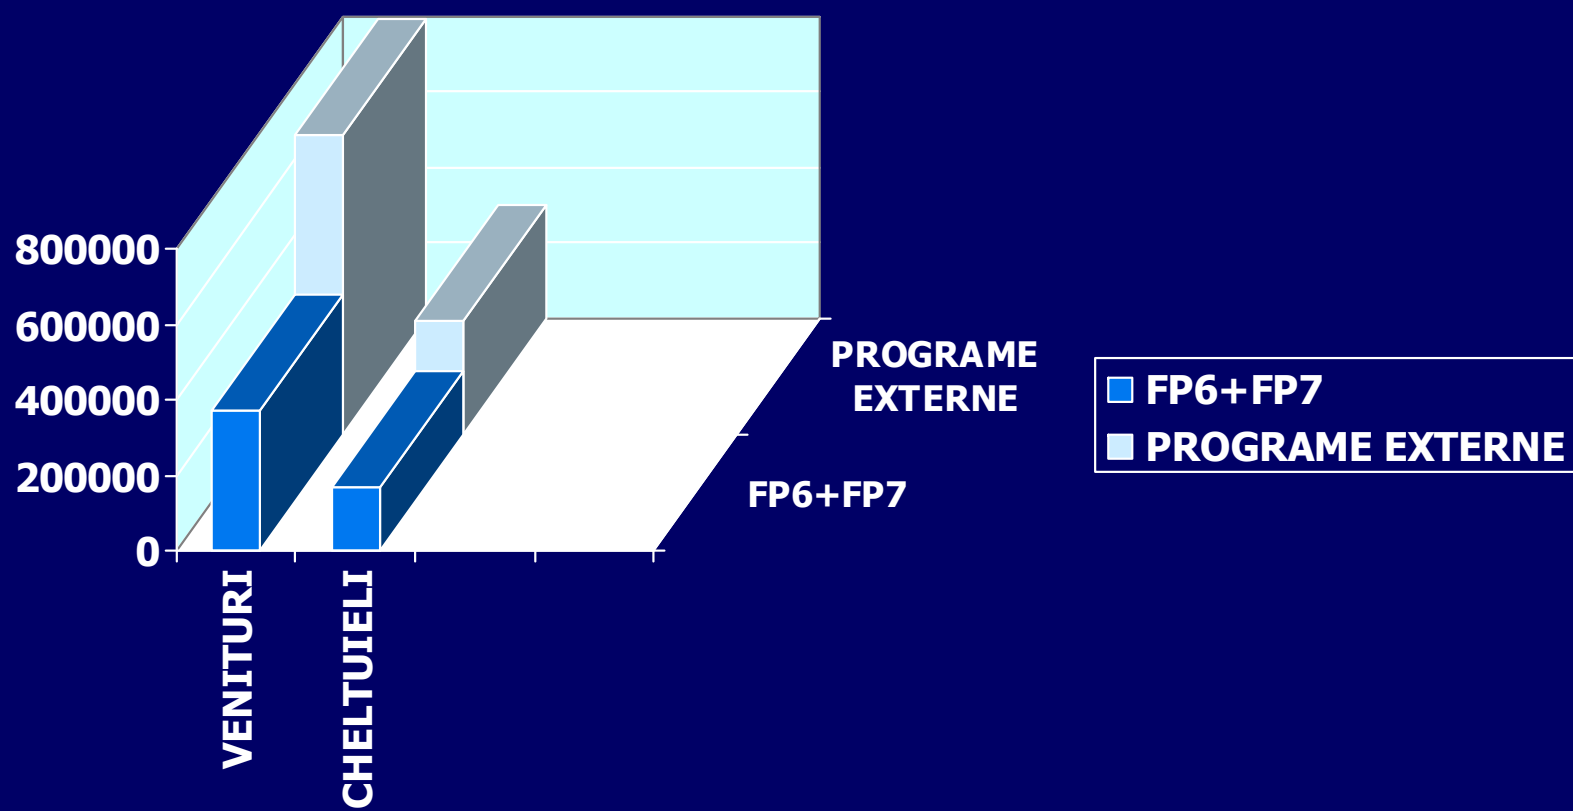 800000
600000
400000
200000
0
VENITURI
CHELTUIELI
PROGRAME
EXTERNE
FP6+FP7
FP6+FP7
PROGRAME EXTERNE